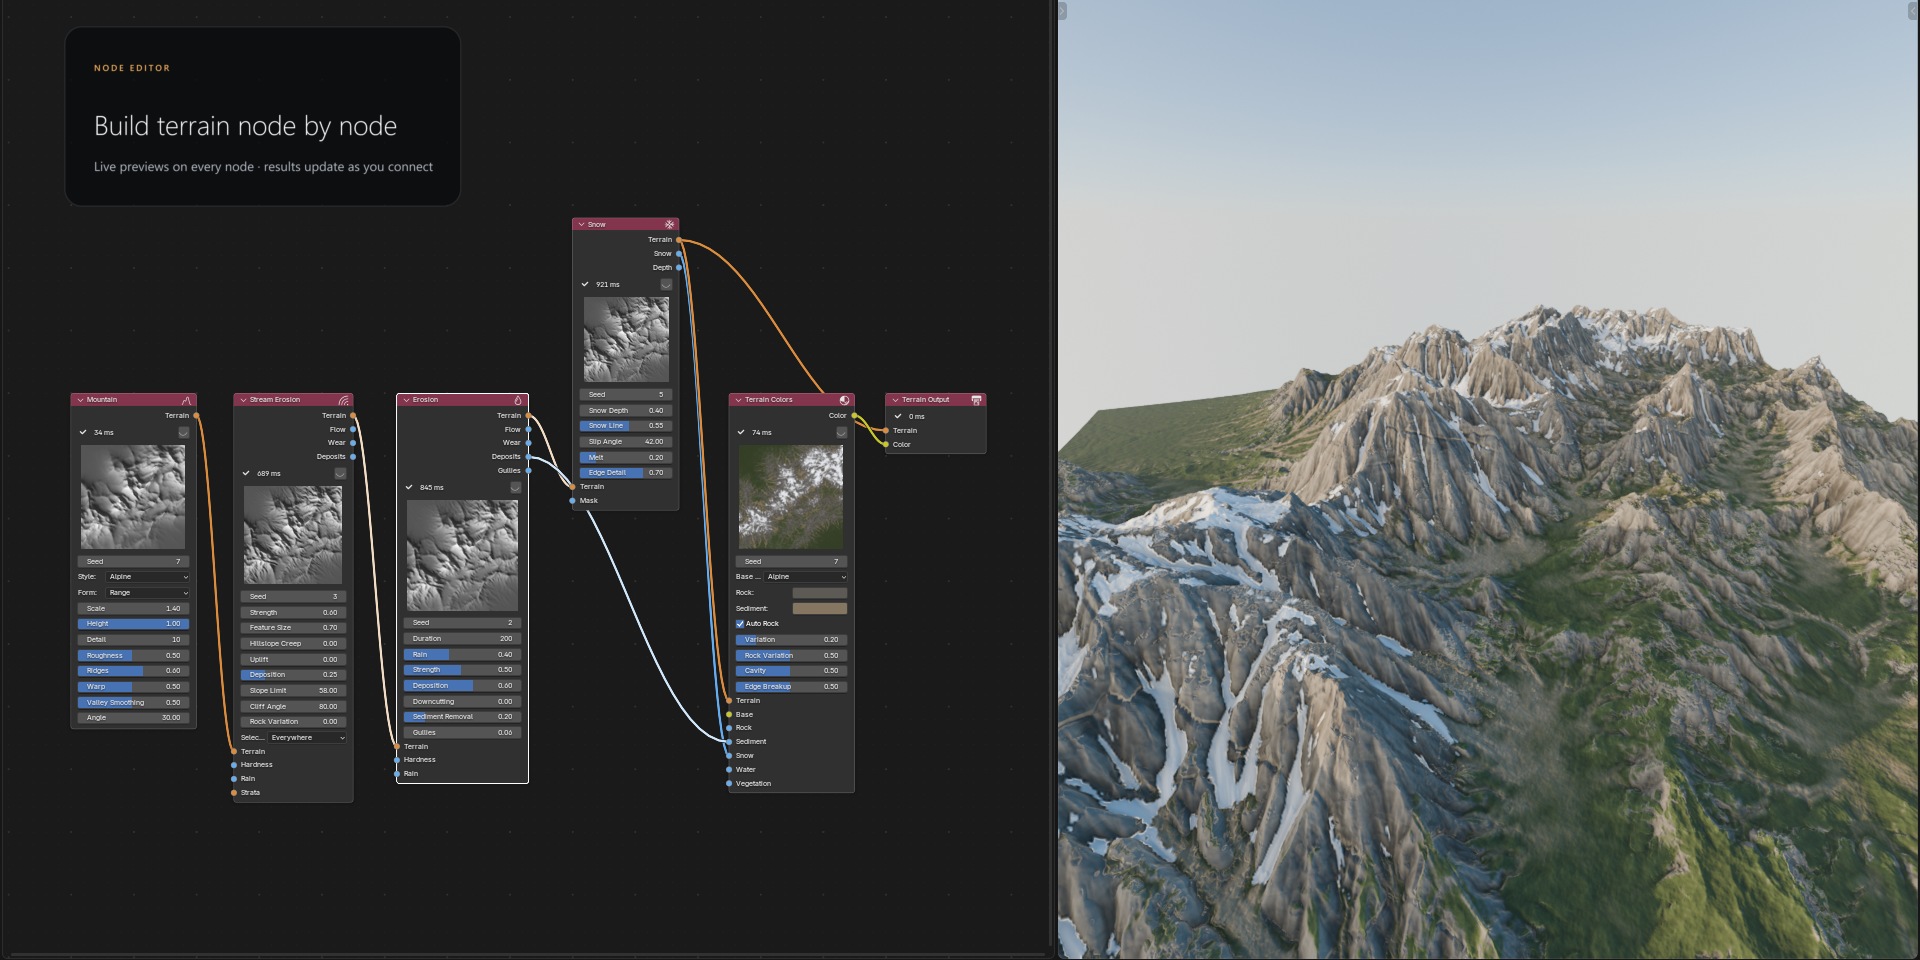 NODE EDITOR
Build terrain node by node
Live previews on every node · results update as you connect
Mountain
Terrain
34 ms
Seed 7
Style: Alpine
Form: Range
Scale 1.40
Height 1.00
Detail 10
Roughness 0.50
Ridges 0.60
Warp 0.50
Valley Smoothing 0.50
Angle 30.00
Stream Erosion
Terrain
Flow
Wear
Deposits
689 ms
Seed 3
Strength 0.60
Feature Size 0.70
Hillslope Creep 0.00
Uplift 0.00
Deposition 0.25
Slope Limit 58.00
Cliff Angle 80.00
Rock Variation 0.00
Selec... Everywhere
Terrain
Hardness
Rain
Strata
Erosion
Terrain
Flow
Wear
Deposits
Gullies
845 ms
Seed 2
Duration 200
Rain 0.40
Strength 0.50
Deposition 0.60
Downcutting 0.00
Sediment Removal 0.20
Gullies 0.06
Terrain
Hardness
Rain
Snow
Terrain
Snow
Depth
921 ms
Seed 5
Snow Depth 0.40
Snow Line 0.55
Slip Angle 42.00
Melt 0.20
Edge Detail 0.70
Terrain
Mask
Terrain Colors
Color
74 ms
Seed 7
Base ... Alpine
Rock:
Sediment:
Auto Rock
Variation 0.20
Rock Variation 0.50
Cavity 0.50
Edge Breakup 0.50
Terrain
Base
Rock
Sediment
Snow
Water
Vegetation
Terrain Output
0 ms
Terrain
Color